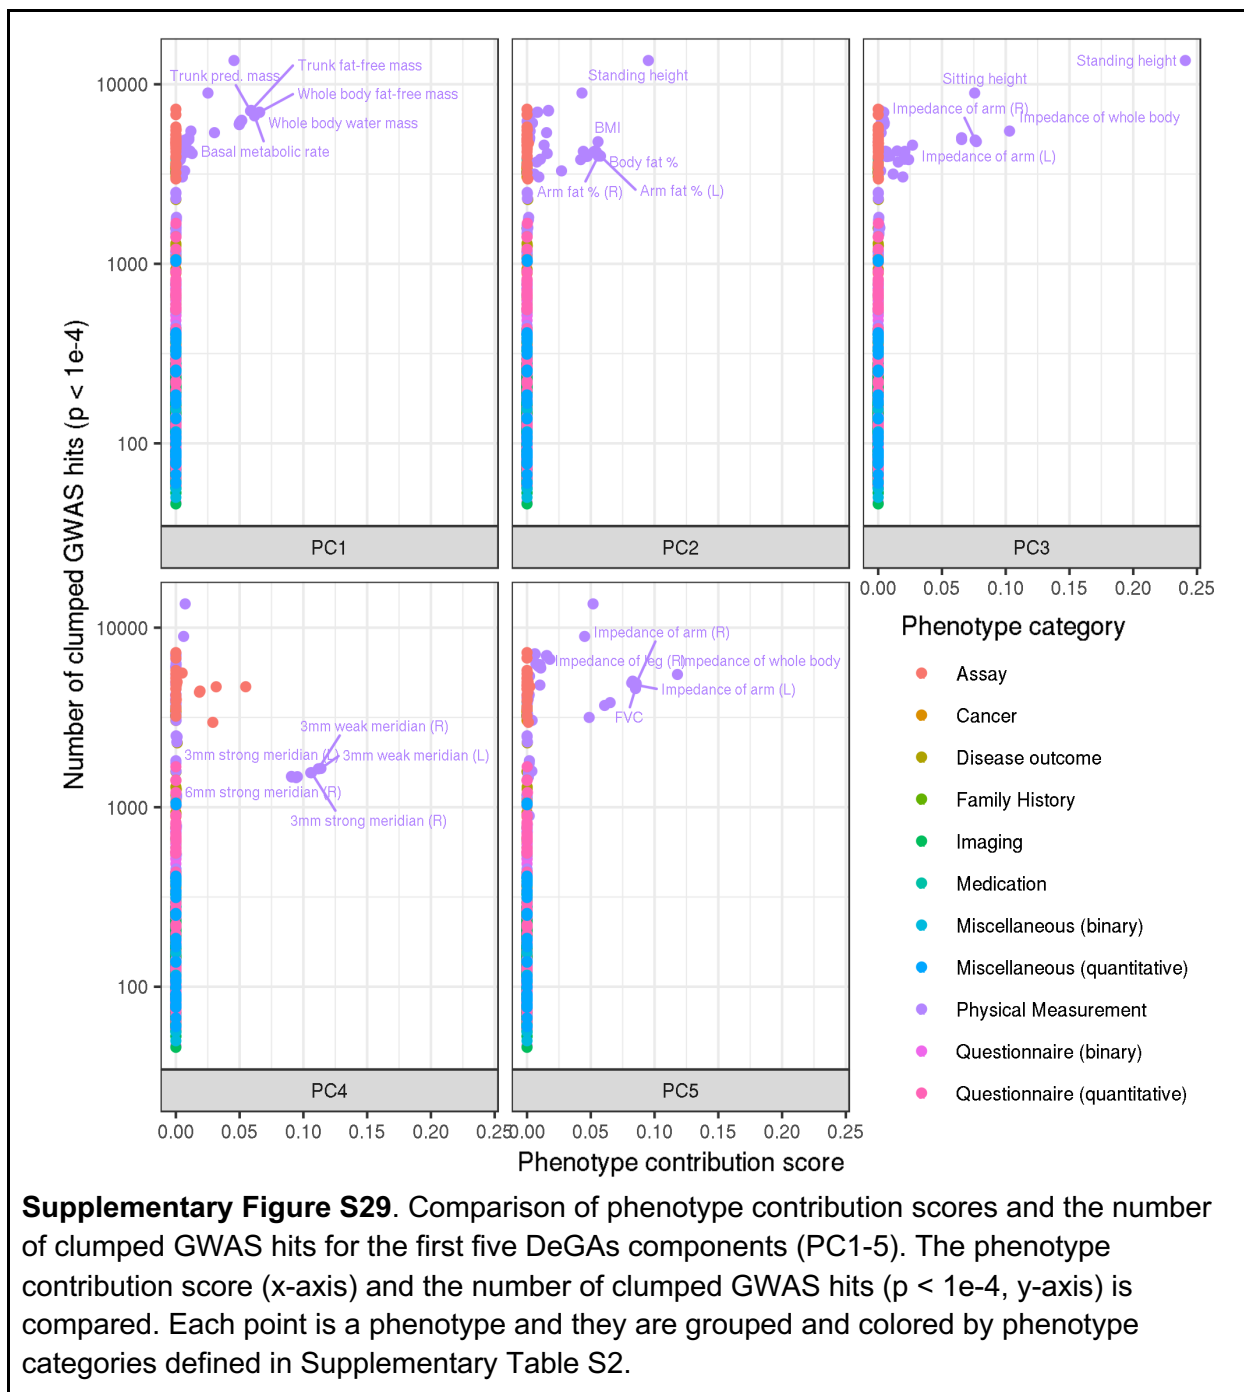 Number of clumped GWAS hits (p < 1e-4)
10000
1000
100
Trunk pred. mass
Trunk fat-free mass
Whole body fat-free mass
Whole body water mass
Basal metabolic rate
PC1
Standing height
BMI
Body fat %
Arm fat % (R)
Arm fat % (L)
PC2
Standing height
Sitting height
Impedance of arm (R)
Impedance of whole body
Impedance of arm (L)
PC3
0.00 0.05 0.10 0.15 0.20 0.25
10000
1000
100
3mm weak meridian (R)
3mm strong meridian (L)
3mm weak meridian (L)
6mm strong meridian (R)
3mm strong meridian (R)
PC4
0.00 0.05 0.10 0.15 0.20 0.25
Impedance of arm (R)
Impedance of leg (R)
Impedance of whole body
Impedance of arm (L)
FVC
PC5
0.00 0.05 0.10 0.15 0.20 0.25
Phenotype contribution score
Phenotype category
Assay
Cancer
Disease outcome
Family History
Imaging
Medication
Miscellaneous (binary)
Miscellaneous (quantitative)
Physical Measurement
Questionnaire (binary)
Questionnaire (quantitative)
Supplementary Figure S29. Comparison of phenotype contribution scores and the number
of clumped GWAS hits for the first five DeGAs components (PC1-5). The phenotype
contribution score (x-axis) and the number of clumped GWAS hits (p < 1e-4, y-axis) is
compared. Each point is a phenotype and they are grouped and colored by phenotype
categories defined in Supplementary Table S2.